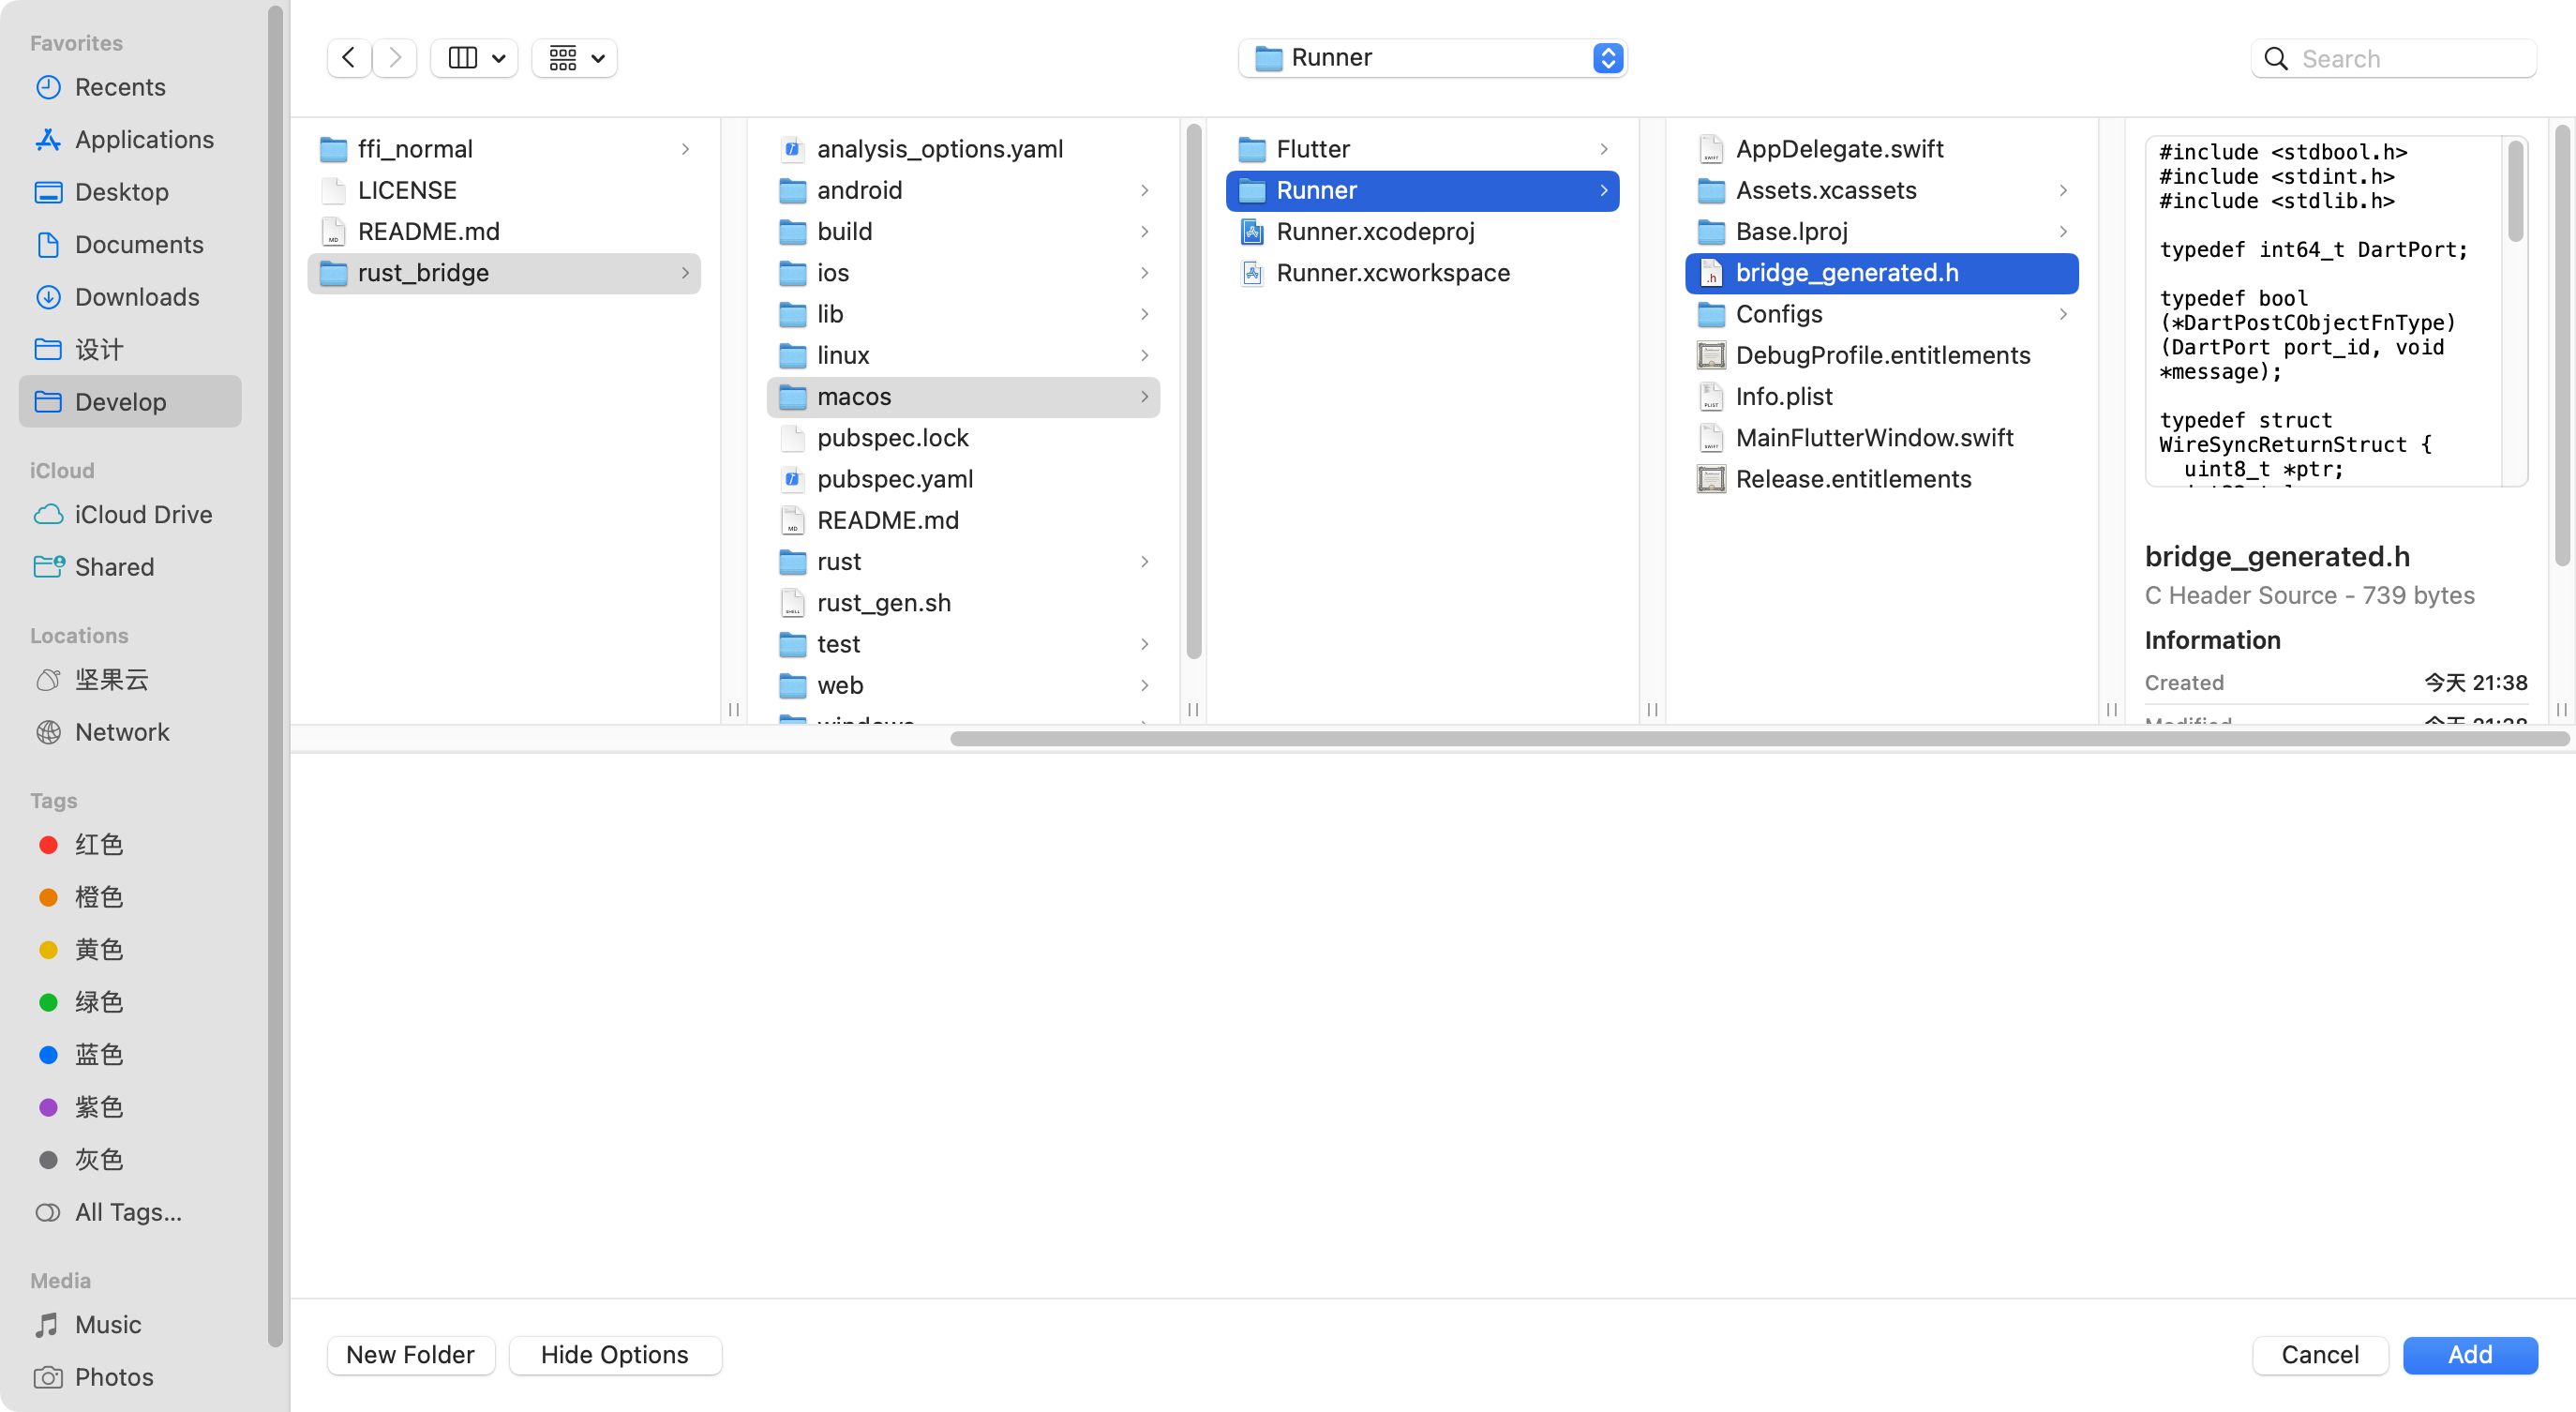 Favorites
Recents
Applications
Desktop
Documents
Downloads
设计
Develop
iCloud
iCloud Drive
Shared
Locations
坚果云
Network
Tags
红色
橙色
黄色
绿色
蓝色
紫色
灰色
All Tags...
Media
Music
Photos
Runner
Search
ffi_normal
LICENSE
README.md
rust_bridge
analysis_options.yaml
android
build
ios
lib
linux
macos
pubspec.lock
pubspec.yaml
README.md
rust
rust_gen.sh
test
web
windows
Flutter
Runner
Runner.xcodeproj
Runner.xcworkspace
AppDelegate.swift
Assets.xcassets
Base.lproj
bridge_generated.h
Configs
DebugProfile.entitlements
Info.plist
MainFlutterWindow.swift
Release.entitlements
#include <stdbool.h>
#include <stdint.h>
#include <stdlib.h>
typedef int64_t DartPort;
typedef bool
(*DartPostCObjectFnType)
(DartPort port_id, void
*message);
typedef struct
WireSyncReturnStruct {
uint8_t *ptr;
bridge_generated.h
C Header Source - 739 bytes
Information
Created 今天 21:38
Modified 今天 21:38
New Folder
Hide Options
Cancel
Add